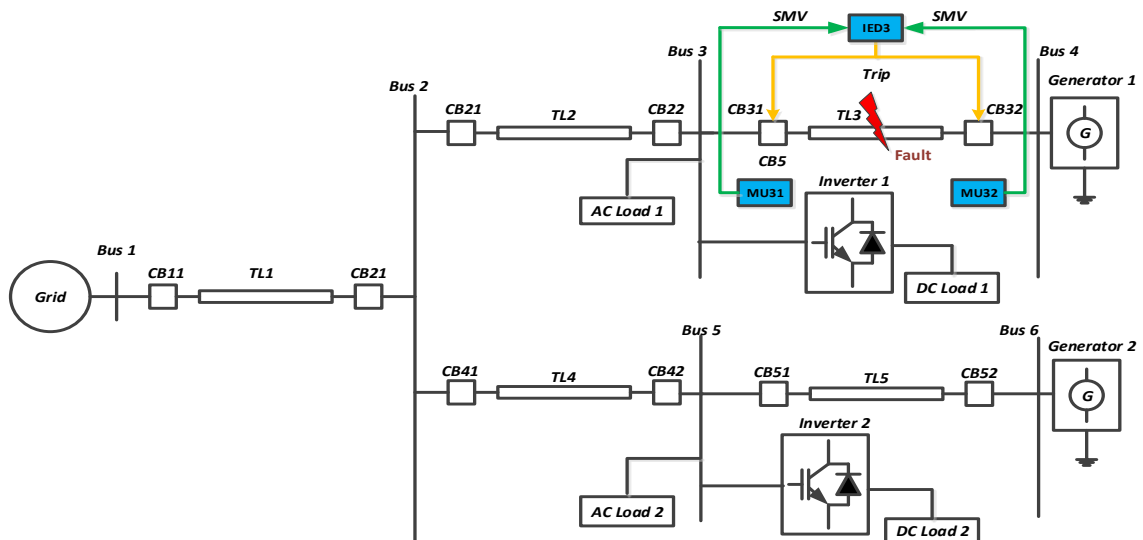 SMV
IED3
SMV
Bus 3
Bus 4
Trip
Generator 1
Bus 2
CB21
TL2
CB22
CB31
TL3
CB32
G
Fault
CB5
MU31
Inverter 1
MU32
AC Load 1
Bus 1
CB11
TL1
CB21
Grid
DC Load 1
Bus 5
Bus 6
Generator 2
CB41
TL4
CB42
CB51
TL5
CB52
G
Inverter 2
AC Load 2
DC Load 2